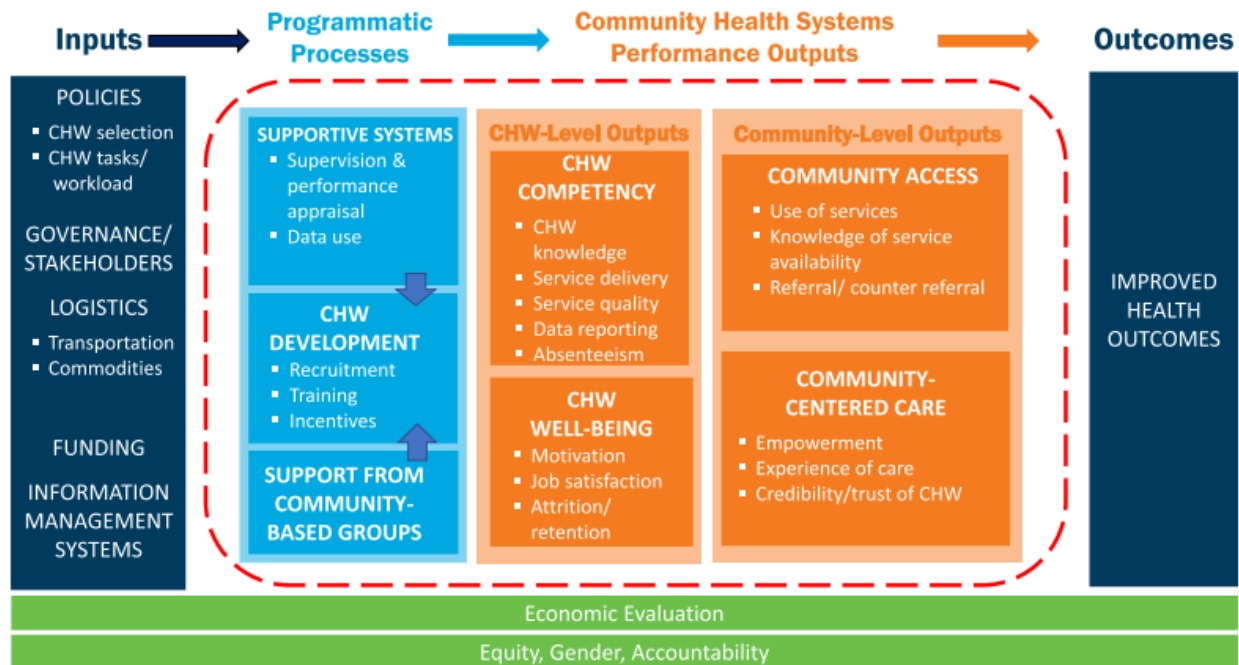 Inputs
Programmatic
Processes
Community Health Systems
Performance Outputs
Outcomes
POLICIES
▪ CHW selection
▪ CHW tasks/
workload
GOVERNANCE/
STAKEHOLDERS
LOGISTICS
▪ Transportation
▪ Commodities
FUNDING
INFORMATION
MANAGEMENT
SYSTEMS
SUPPORTIVE SYSTEMS
▪ Supervision &
performance
appraisal
▪ Data use
CHW
DEVELOPMENT
▪ Recruitment
▪ Training
▪ Incentives
SUPPORT FROM
COMMUNITY-
BASED GROUPS
CHW-Level Outputs
CHW
COMPETENCY
▪ CHW
knowledge
▪ Service delivery
▪ Service quality
▪ Data reporting
▪ Absenteeism
CHW
WELL-BEING
▪ Motivation
▪ Job satisfaction
▪ Attrition/
retention
Community-Level Outputs
COMMUNITY ACCESS
▪ Use of services
▪ Knowledge of service
availability
▪ Referral/ counter referral
COMMUNITY-
CENTERED CARE
▪ Empowerment
▪ Experience of care
▪ Credibility/trust of CHW
IMPROVED
HEALTH
OUTCOMES
Economic Evaluation
Equity, Gender, Accountability